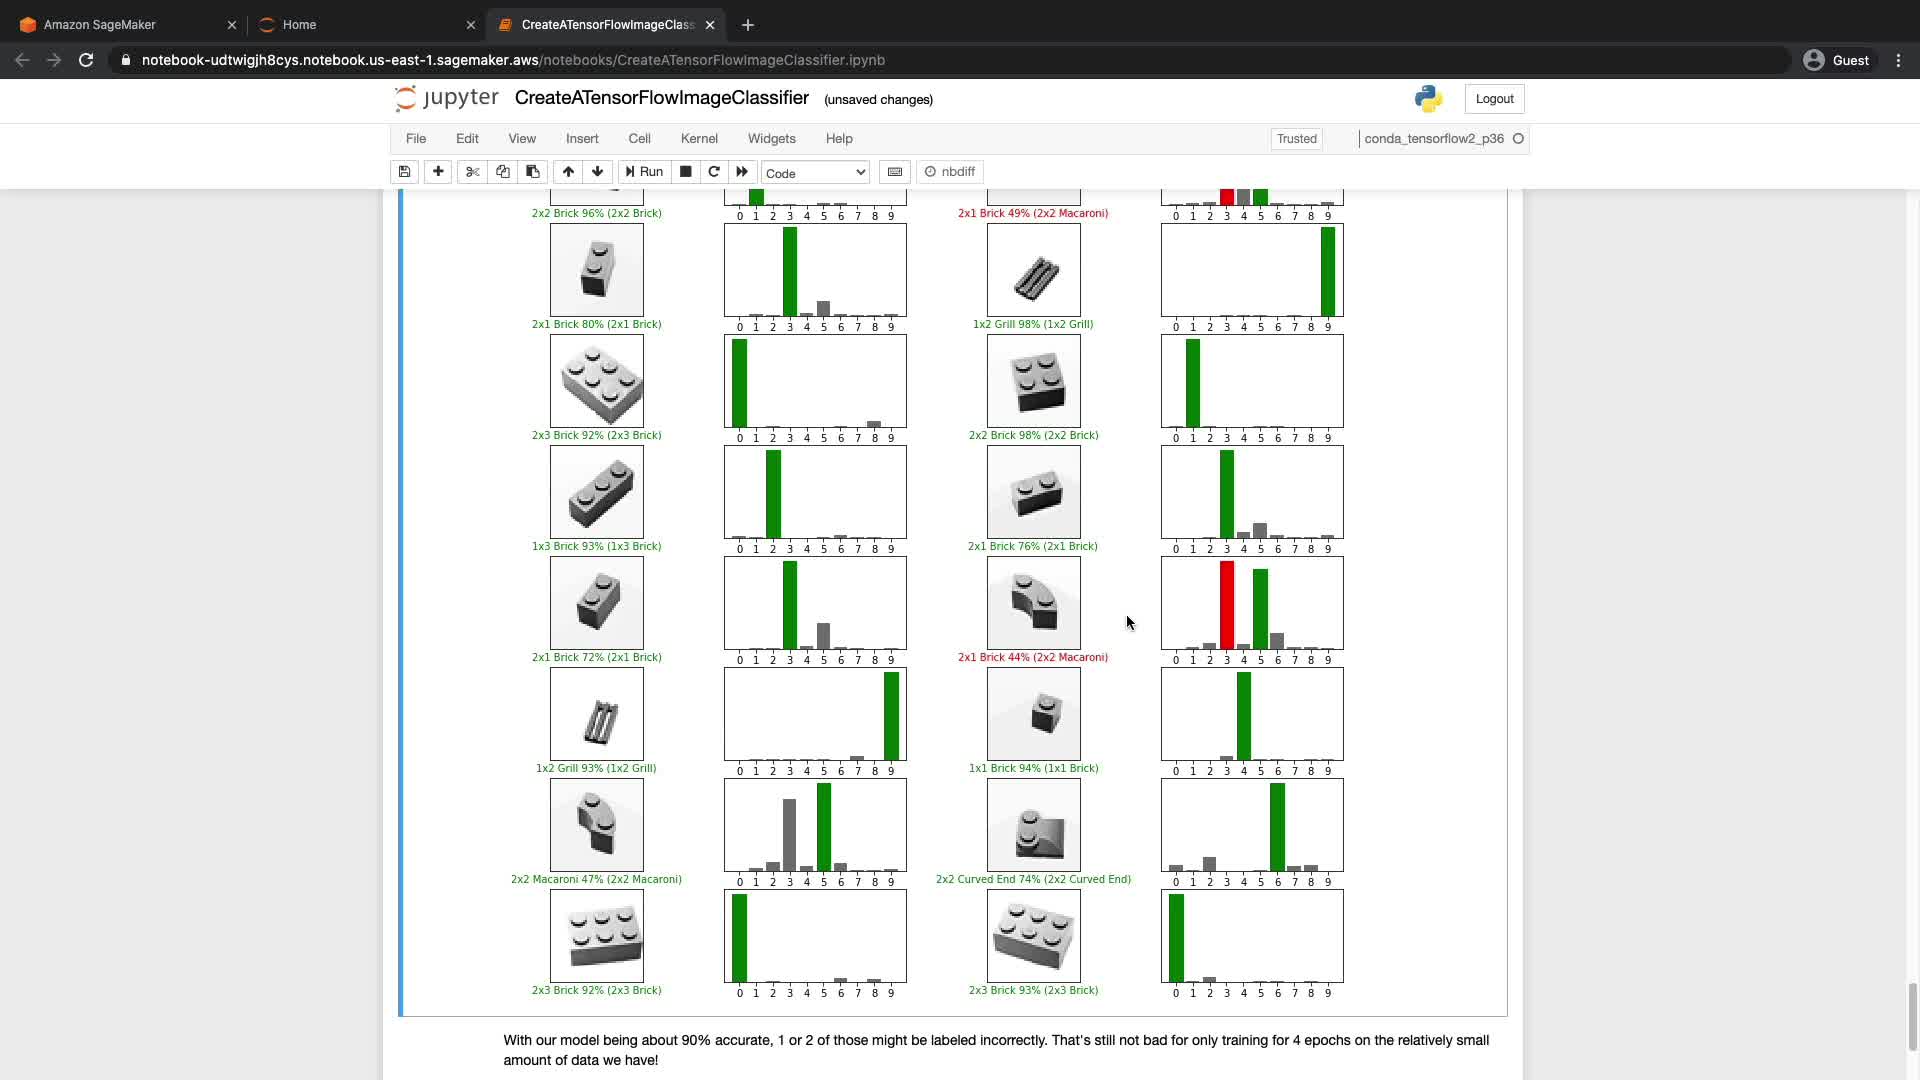 Amazon SageMaker
Home
CreateATensorFlowImageClass
notebook-udtwigjh8cys.notebook.us-east-1.sagemaker.aws/notebooks/CreateATensorFlowImageClassifier.ipynb
Guest
jupyter CreateATensorFlowImageClassifier (unsaved changes)
Logout
File Edit View Insert Cell Kernel Widgets Help
Trusted
conda_tensorflow2_p36
Run
Code
nbdiff
0 1 2 3 4 5 6 7 8 9
0 1 2 3 4 5 6 7 8 9
2x2 Brick 96% (2x2 Brick)
2x1 Brick 49% (2x2 Macaroni)
0 1 2 3 4 5 6 7 8 9
0 1 2 3 4 5 6 7 8 9
2x1 Brick 80% (2x1 Brick)
1x2 Grill 98% (1x2 Grill)
0 1 2 3 4 5 6 7 8 9
0 1 2 3 4 5 6 7 8 9
2x3 Brick 92% (2x3 Brick)
2x2 Brick 98% (2x2 Brick)
0 1 2 3 4 5 6 7 8 9
0 1 2 3 4 5 6 7 8 9
1x3 Brick 93% (1x3 Brick)
2x1 Brick 76% (2x1 Brick)
0 1 2 3 4 5 6 7 8 9
0 1 2 3 4 5 6 7 8 9
2x1 Brick 72% (2x1 Brick)
2x1 Brick 44% (2x2 Macaroni)
0 1 2 3 4 5 6 7 8 9
0 1 2 3 4 5 6 7 8 9
1x2 Grill 93% (1x2 Grill)
1x1 Brick 94% (1x1 Brick)
0 1 2 3 4 5 6 7 8 9
0 1 2 3 4 5 6 7 8 9
2x2 Macaroni 47% (2x2 Macaroni)
2x2 Curved End 74% (2x2 Curved End)
0 1 2 3 4 5 6 7 8 9
0 1 2 3 4 5 6 7 8 9
2x3 Brick 92% (2x3 Brick)
2x3 Brick 93% (2x3 Brick)
With our model being about 90% accurate, 1 or 2 of those might be labeled incorrectly. That's still not bad for only training for 4 epochs on the relatively small
amount of data we have!